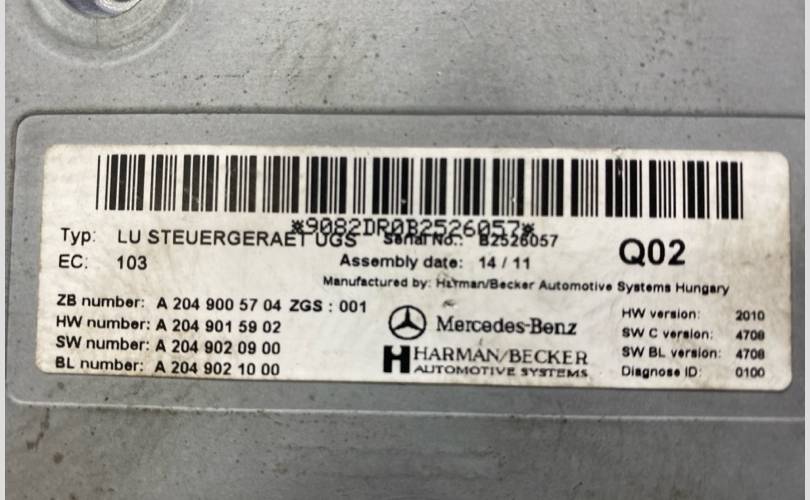 *9082DR0B2526057*
Typ: LU STEUERGERAET UGS Serial No.: B2526057
EC: 103
Assembly date: 14 / 11
Q02
Manufactured by: Harman/Becker Automotive Systems Hungary
ZB number: A 204 900 57 04 ZGS : 001
HW number: A 204 901 59 02
SW number: A 204 902 09 00
BL number: A 204 902 10 00
Mercedes-Benz
HARMAN/BECKER
AUTOMOTIVE SYSTEMS
HW version: 2010
SW C version: 4708
SW BL version: 4708
Diagnose ID: 0100